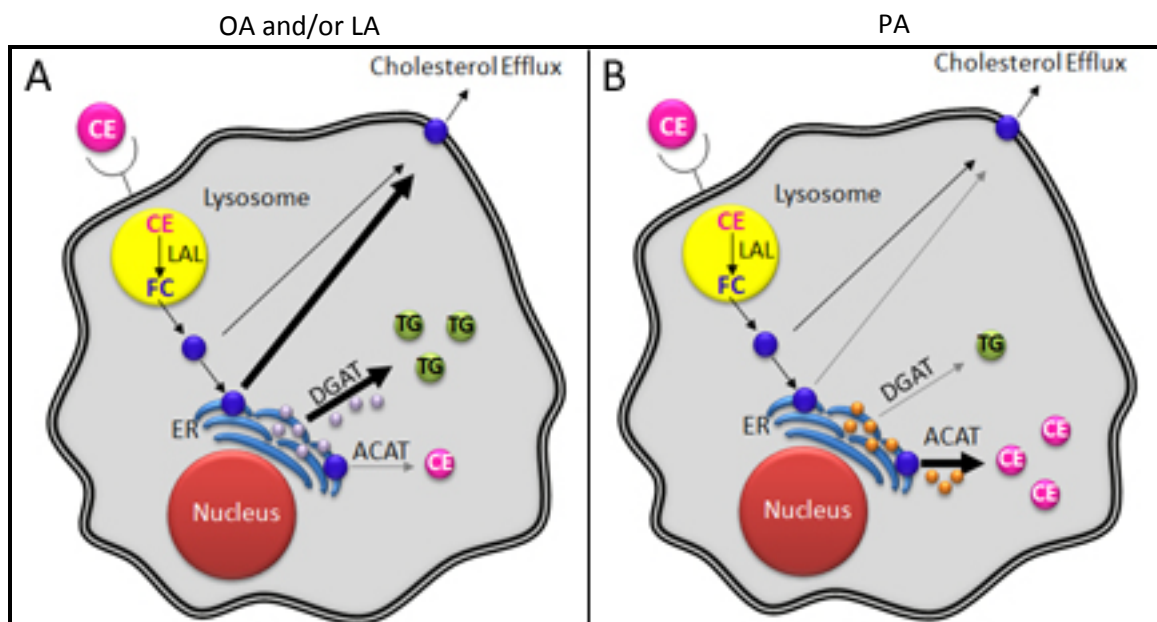 OA and/or LA
PA
A
Cholesterol Efflux
CE
Lysosome
CE
LAL
FC
TG
TG
TG
DGAT
ER
ACAT
CE
Nucleus
B
Cholesterol Efflux
CE
Lysosome
CE
LAL
FC
TG
DGAT
ER
ACAT
CE
CE
CE
Nucleus